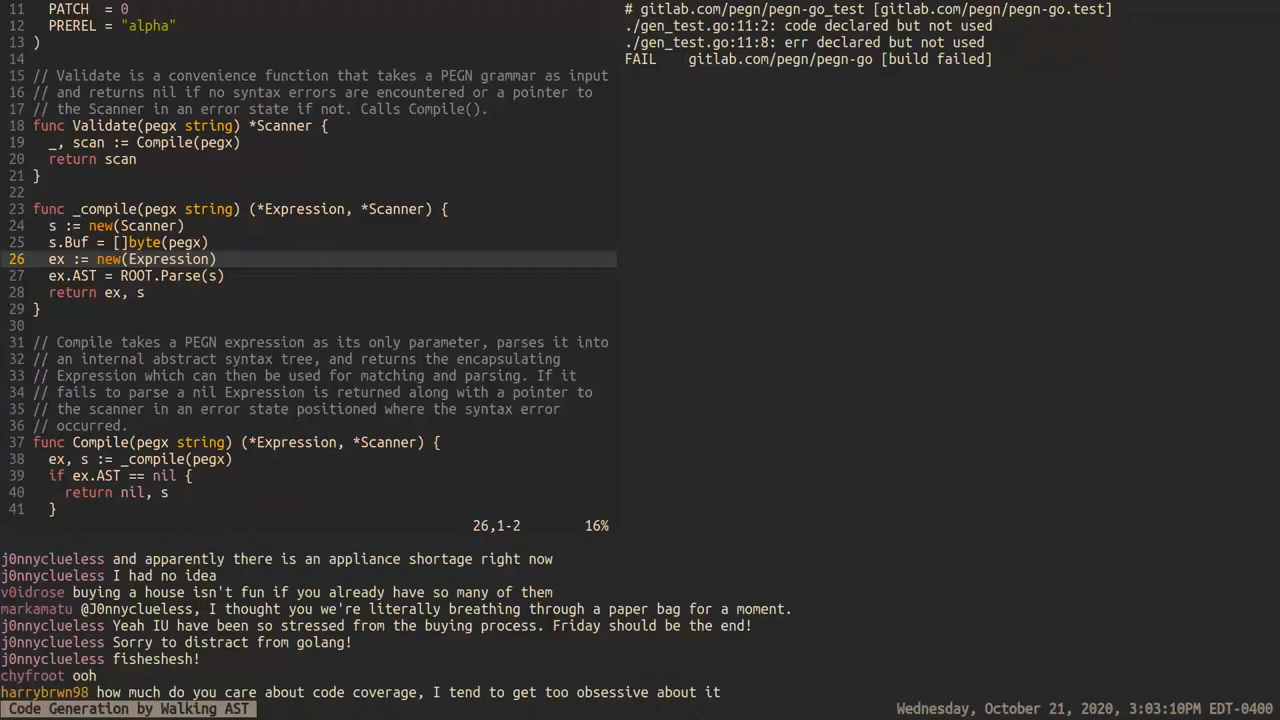 11   PATCH  = 0
12   PREREL = "alpha"
13 )
14
15 // Validate is a convenience function that takes a PEGN grammar as input
16 // and returns nil if no syntax errors are encountered or a pointer to
17 // the Scanner in an error state if not. Calls Compile().
18 func Validate(pegx string) *Scanner {
19   _, scan := Compile(pegx)
20   return scan
21 }
22
23 func _compile(pegx string) (*Expression, *Scanner) {
24   s := new(Scanner)
25   s.Buf = []byte(pegx)
26   ex := new(Expression)
27   ex.AST = ROOT.Parse(s)
28   return ex, s
29 }
30
31 // Compile takes a PEGN expression as its only parameter, parses it into
32 // an internal abstract syntax tree, and returns the encapsulating
33 // Expression which can then be used for matching and parsing. If it
34 // fails to parse a nil Expression is returned along with a pointer to
35 // the scanner in an error state positioned where the syntax error
36 // occurred.
37 func Compile(pegx string) (*Expression, *Scanner) {
38   ex, s := _compile(pegx)
39   if ex.AST == nil {
40     return nil, s
41   }
26,1-2        16%
# gitlab.com/pegn/pegn-go_test [gitlab.com/pegn/pegn-go.test]
./gen_test.go:11:2: code declared but not used
./gen_test.go:11:8: err declared but not used
FAIL    gitlab.com/pegn/pegn-go [build failed]
j0nnyclueless and apparently there is an appliance shortage right now
j0nnyclueless I had no idea
v0idrose buying a house isn't fun if you already have so many of them
markamatu @J0nnyclueless, I thought you we're literally breathing through a paper bag for a moment.
j0nnyclueless Yeah IU have been so stressed from the buying process. Friday should be the end!
j0nnyclueless Sorry to distract from golang!
j0nnyclueless fisheshesh!
chyfroot ooh
harrybrwn98 how much do you care about code coverage, I tend to get too obsessive about it
Code Generation by Walking AST
Wednesday, October 21, 2020, 3:03:10PM EDT-0400